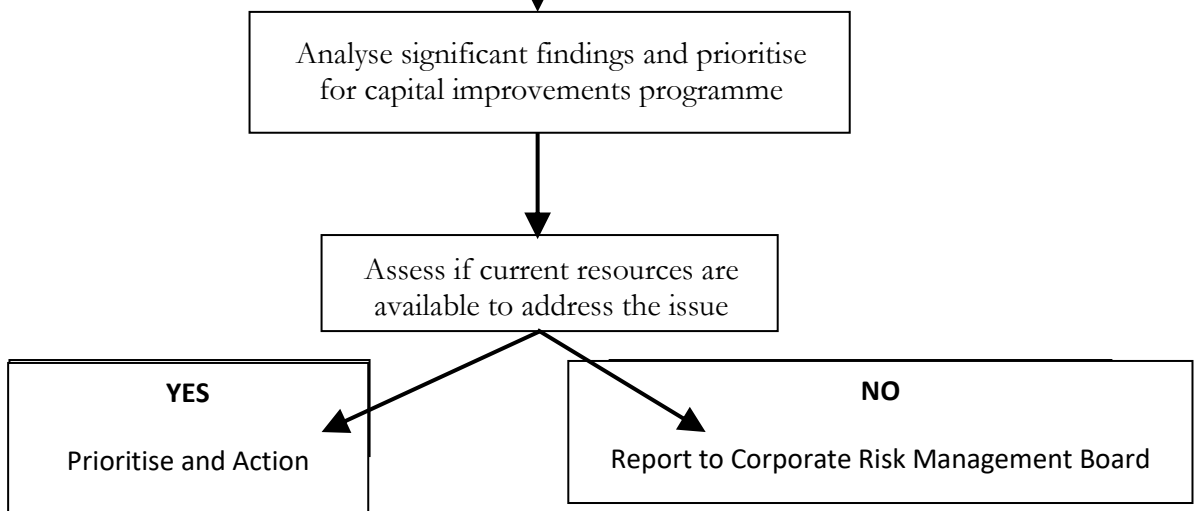 Analyse significant findings and prioritise
for capital improvements programme
Assess if current resources are
available to address the issue
YES
Prioritise and Action
NO
Report to Corporate Risk Management Board